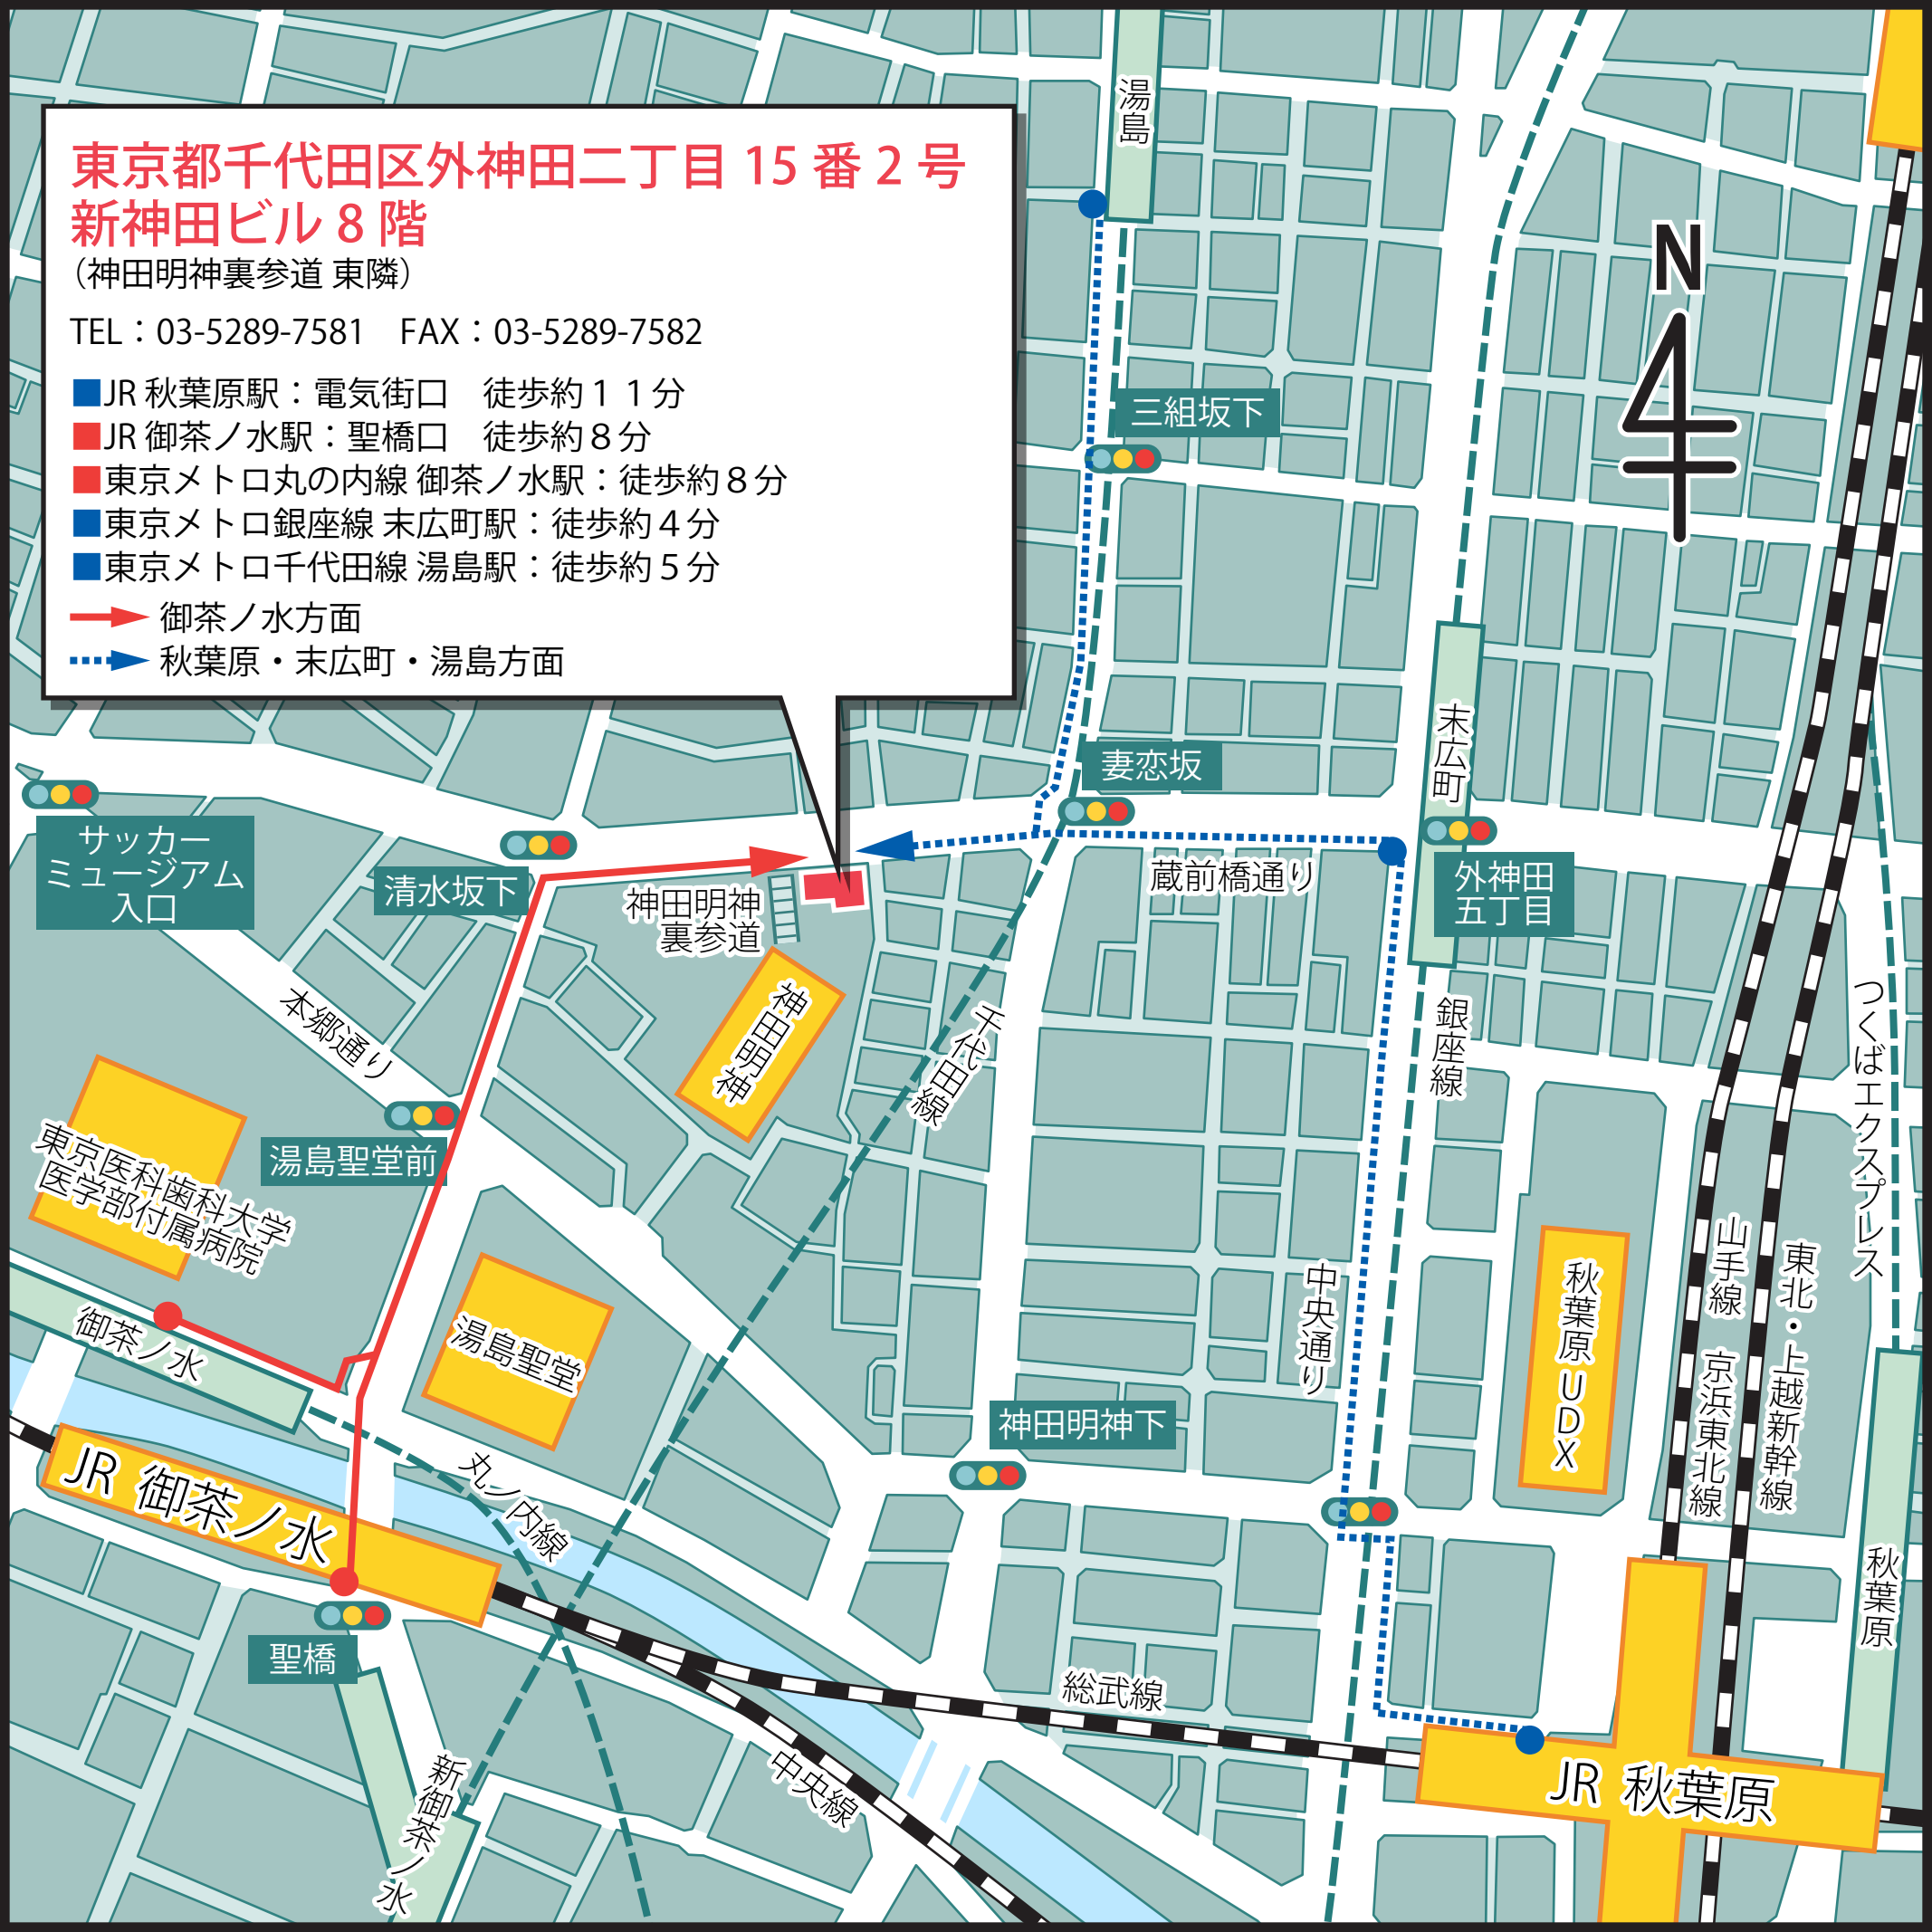 東京都千代田区外神田二丁目 15 番 2 号
新神田ビル 8 階
（神田明神裏参道 東隣）
TEL：03-5289-7581　FAX：03-5289-7582
■JR 秋葉原駅：電気街口　徒歩約１１分
■JR 御茶ノ水駅：聖橋口　徒歩約８分
■東京メトロ丸の内線 御茶ノ水駅：徒歩約８分
■東京メトロ銀座線 末広町駅：徒歩約４分
■東京メトロ千代田線 湯島駅：徒歩約５分
御茶ノ水方面
秋葉原・末広町・湯島方面
湯島
N
三組坂下
妻恋坂
末広町
サッカー
ミュージアム
入口
清水坂下
外神田
五丁目
蔵前橋通り
神田明神
裏参道
神田明神
本郷通り
千代田線
銀座線
つくばエクスプレス
湯島聖堂前
東京医科歯科大学
医学部付属病院
御茶ノ水
湯島聖堂
中央通り
秋葉原 UDX
山手線　京浜東北線
東北・上越新幹線
神田明神下
JR 御茶ノ水
丸ノ内線
秋葉原
聖橋
総武線
中央線
新御茶ノ水
JR 秋葉原